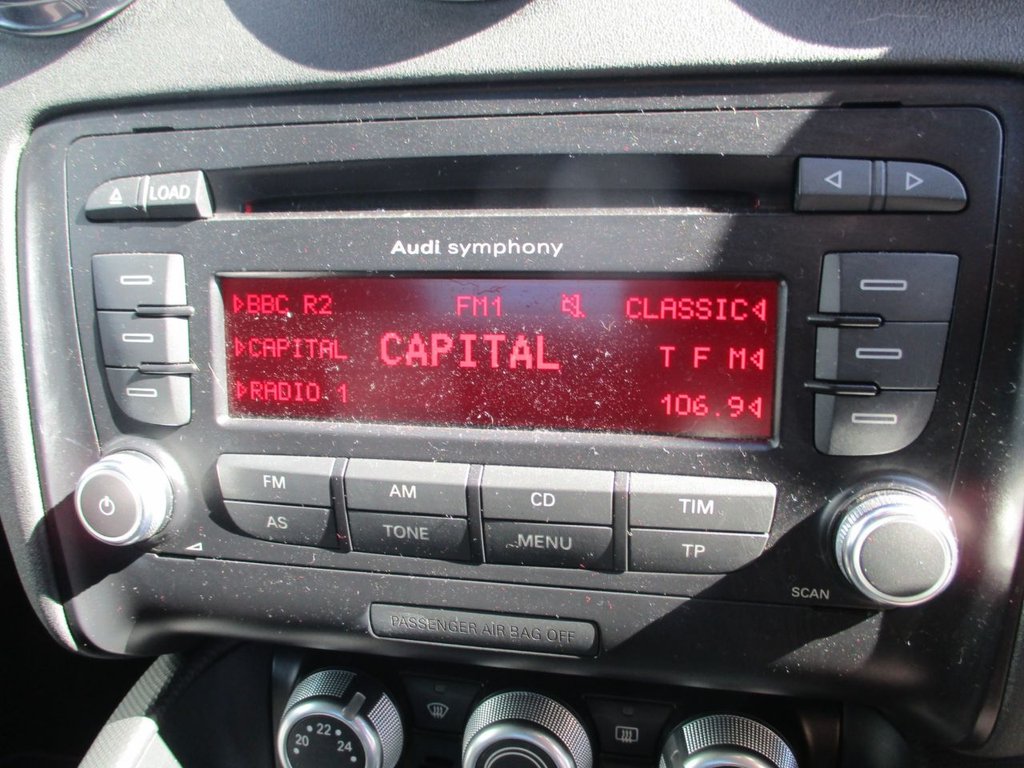 LOAD
Audi symphony
BBC R2 FM1 CLASSIC
CAPITAL CAPITAL T F M
RADIO 1 106.9
FM AM CD TIM
AS TONE MENU TP
SCAN
PASSENGER AIR BAG OFF
20 22 24